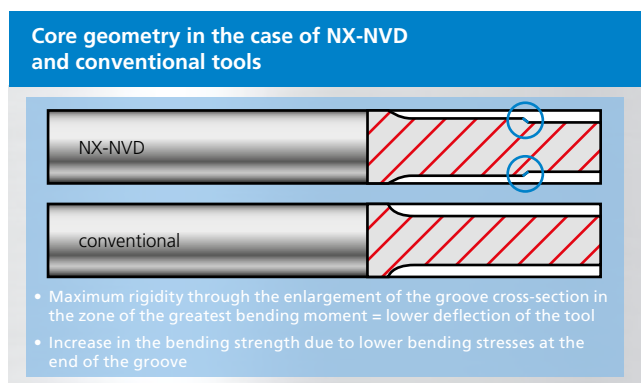 Core geometry in the case of NX-NVD
and conventional tools
NX-NVD
conventional
• Maximum rigidity through the enlargement of the groove cross-section in
the zone of the greatest bending moment = lower deflection of the tool
• Increase in the bending strength due to lower bending stresses at the
end of the groove